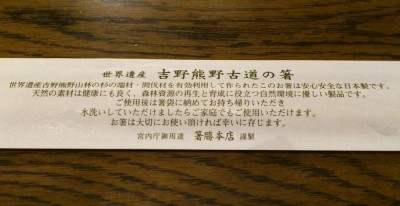 世界遺産 吉野熊野古道の箸
世界遺産吉野熊野山林の杉の端材・間伐材を有効利用して作られたこのお箸は安心安全な日本製です。
天然の素材は健康にも良く、森林資源の再生と育成に役立つ自然環境に優しい製品です。
ご使用後は箸袋に納めてお持ち帰りいただき
水洗いしていただけましたらご家庭でもご使用いただけます。
お箸は大切にお使い頂ければ幸いに存じます。
宮内庁御用達 箸勝本店 謹製